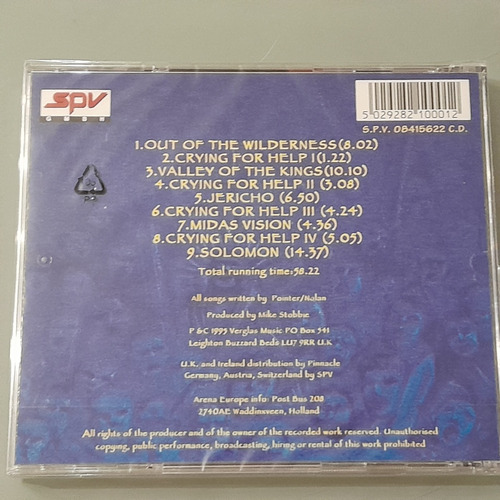 SPV
GMBH
5 029282 100012
S.P.V. 08415622 C.D.
1.OUT OF THE WILDERNESS(8.02)
2.CRYING FOR HELP I(1.22)
3.VALLEY OF THE KINGS(10.10)
4.CRYING FOR HELP II (3.08)
5.JERICHO (6.50)
6.CRYING FOR HELP III (4.24)
7.MIDAS VISION (4.36)
8.CRYING FOR HELP IV (5.05)
9.SOLOMON (14.37)
Total running time:58.22
All songs written by Pointer/Nolan
Produced by Mike Stobbie
P & C 1995 Verglas Music PO Box 541
Leighton Buzzard Beds LU7 9RR U.K
U.K. and Ireland distribution by Pinnacle
Germany, Austria, Switzerland by SPV
Arena Europe info: Post Bus 208
2740AE Waddinxveen, Holland
All rights of the producer and of the owner of the recorded work reserved. Unauthorised
copying, public performance, broadcasting, hiring or rental of this work prohibited